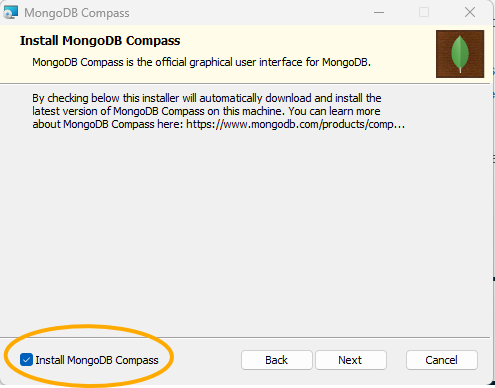 MongoDB Compass
Install MongoDB Compass
MongoDB Compass is the official graphical user interface for MongoDB.
By checking below this installer will automatically download and install the
latest version of MongoDB Compass on this machine. You can learn more
about MongoDB Compass here: https://www.mongodb.com/products/comp...
Install MongoDB Compass
Back
Next
Cancel